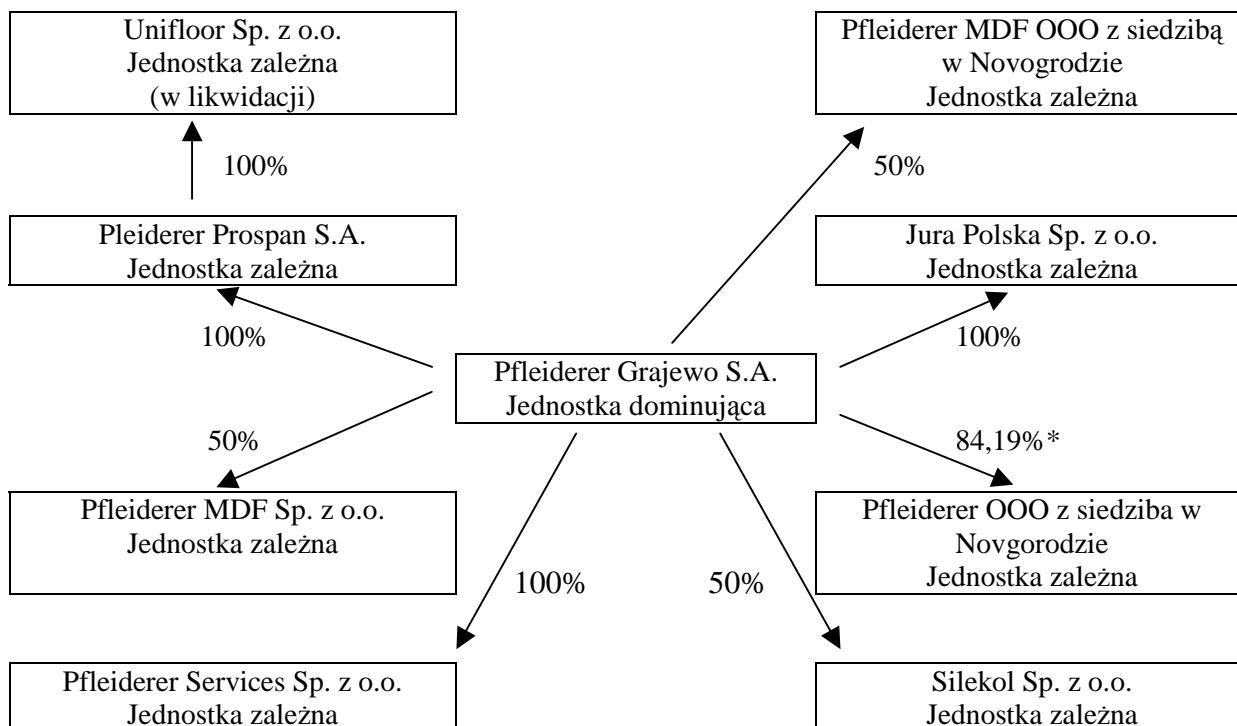 Unifloor Sp. z o.o.
Jednostka zależna
(w likwidacji)
Pfleiderer MDF OOO z siedzibą
w Novogrodzie
Jednostka zależna
100%
50%
Pleiderer Prospan S.A.
Jednostka zależna
Jura Polska Sp. z o.o.
Jednostka zależna
100%
100%
Pfleiderer Grajewo S.A.
Jednostka dominująca
50%
84,19%*
Pfleiderer MDF Sp. z o.o.
Jednostka zależna
Pfleiderer OOO z siedziba w
Novgorodzie
Jednostka zależna
100%
50%
Pfleiderer Services Sp. z o.o.
Jednostka zależna
Silekol Sp. z o.o.
Jednostka zależna